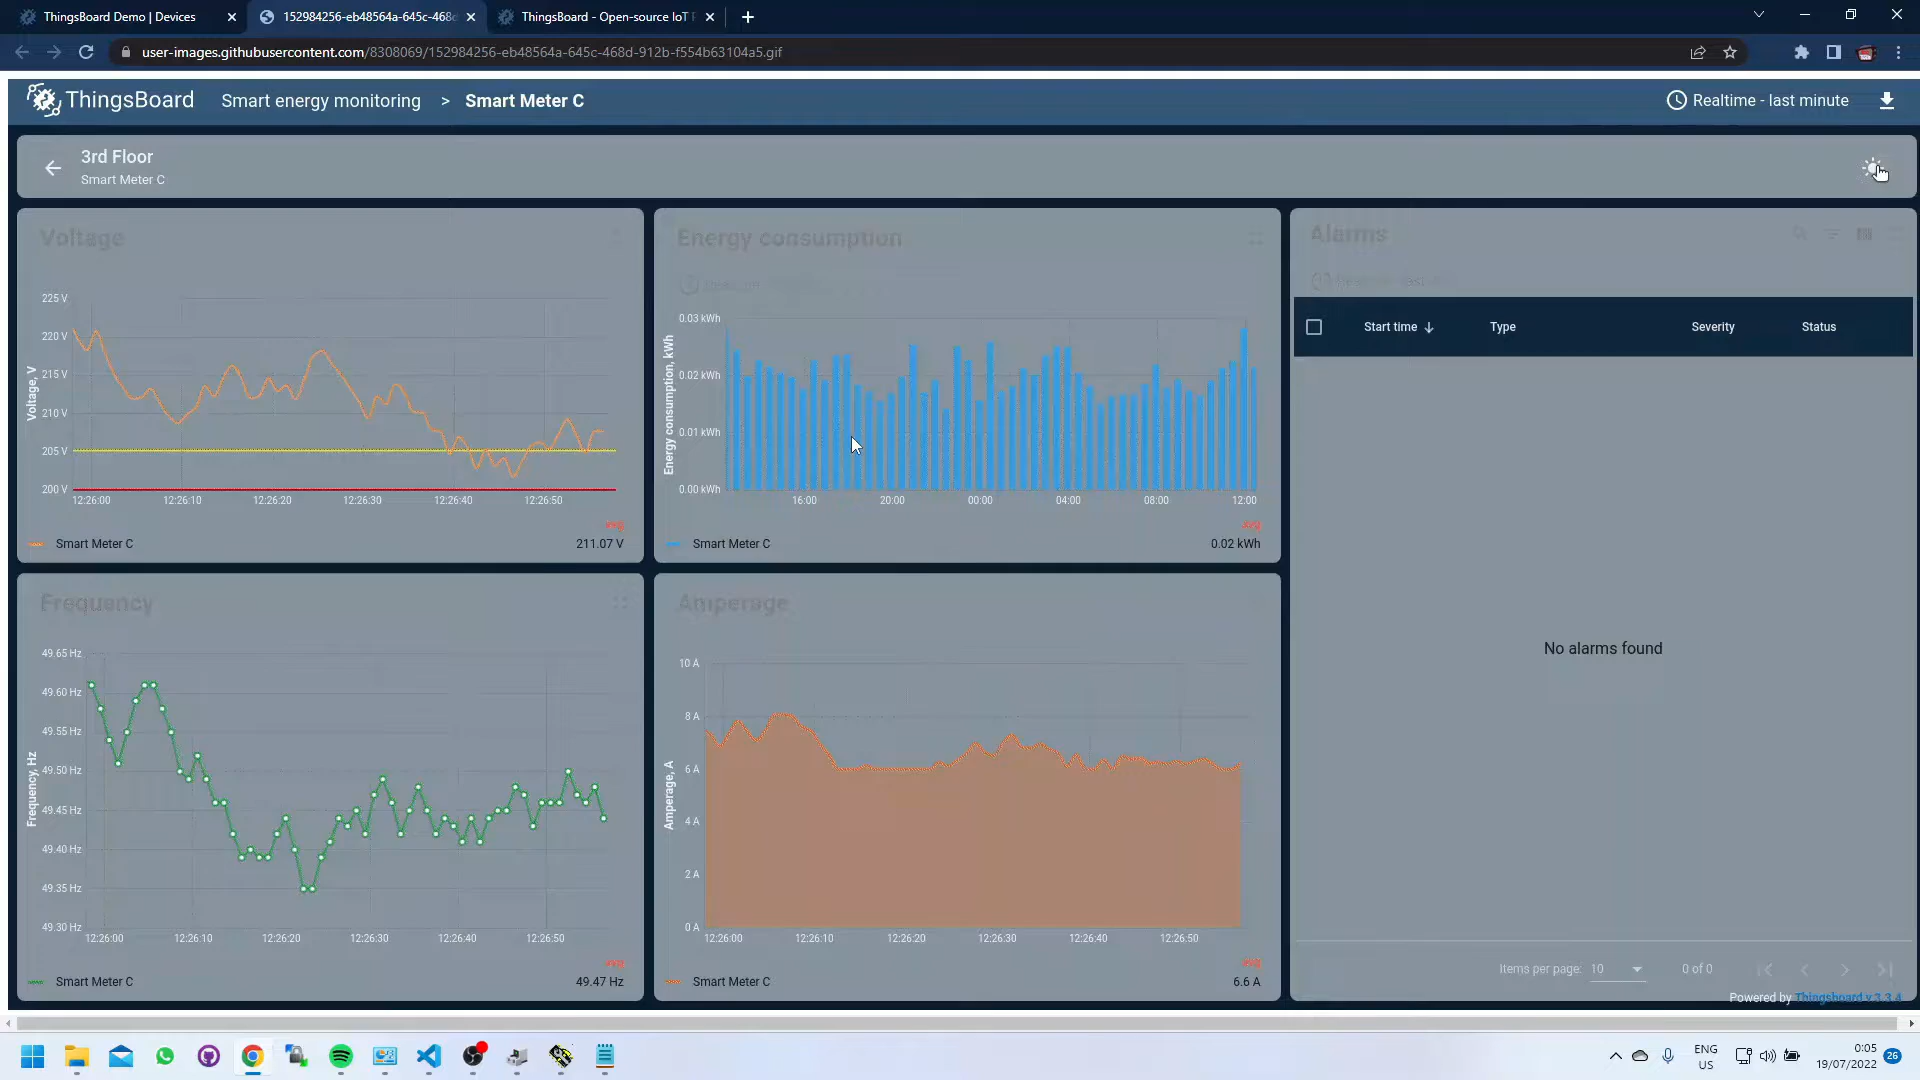 ThingsBoard Demo | Devices
152984256-eb48564a-645c-468d
ThingsBoard - Open-source IoT
user-images.githubusercontent.com/8308069/152984256-eb48564a-645c-468d-912b-f554b63104a5.gif
ThingsBoard
Smart energy monitoring > Smart Meter C
Realtime - last minute
3rd Floor
Smart Meter C
Voltage
225 V
220 V
215 V
210 V
205 V
200 V
Voltage, V
12:26:00 12:26:10 12:26:20 12:26:30 12:26:40 12:26:50
avg
Smart Meter C 211.07 V
Energy consumption
0.03 kWh
0.02 kWh
0.01 kWh
0.00 kWh
Energy consumption, kWh
16:00 20:00 00:00 04:00 08:00 12:00
avg
Smart Meter C 0.02 kWh
Alarms
Start time Type Severity Status
No alarms found
Items per page: 10 0 of 0
Powered by Thingsboard v.3.3.4
Frequency
49.65 Hz
49.60 Hz
49.55 Hz
49.50 Hz
49.45 Hz
49.40 Hz
49.35 Hz
49.30 Hz
Frequency, Hz
12:26:00 12:26:10 12:26:20 12:26:30 12:26:40 12:26:50
avg
Smart Meter C 49.47 Hz
Amperage
10 A
8 A
6 A
4 A
2 A
0 A
Amperage, A
12:26:00 12:26:10 12:26:20 12:26:30 12:26:40 12:26:50
avg
Smart Meter C 6.6 A
ENG
US
0:05
19/07/2022
26